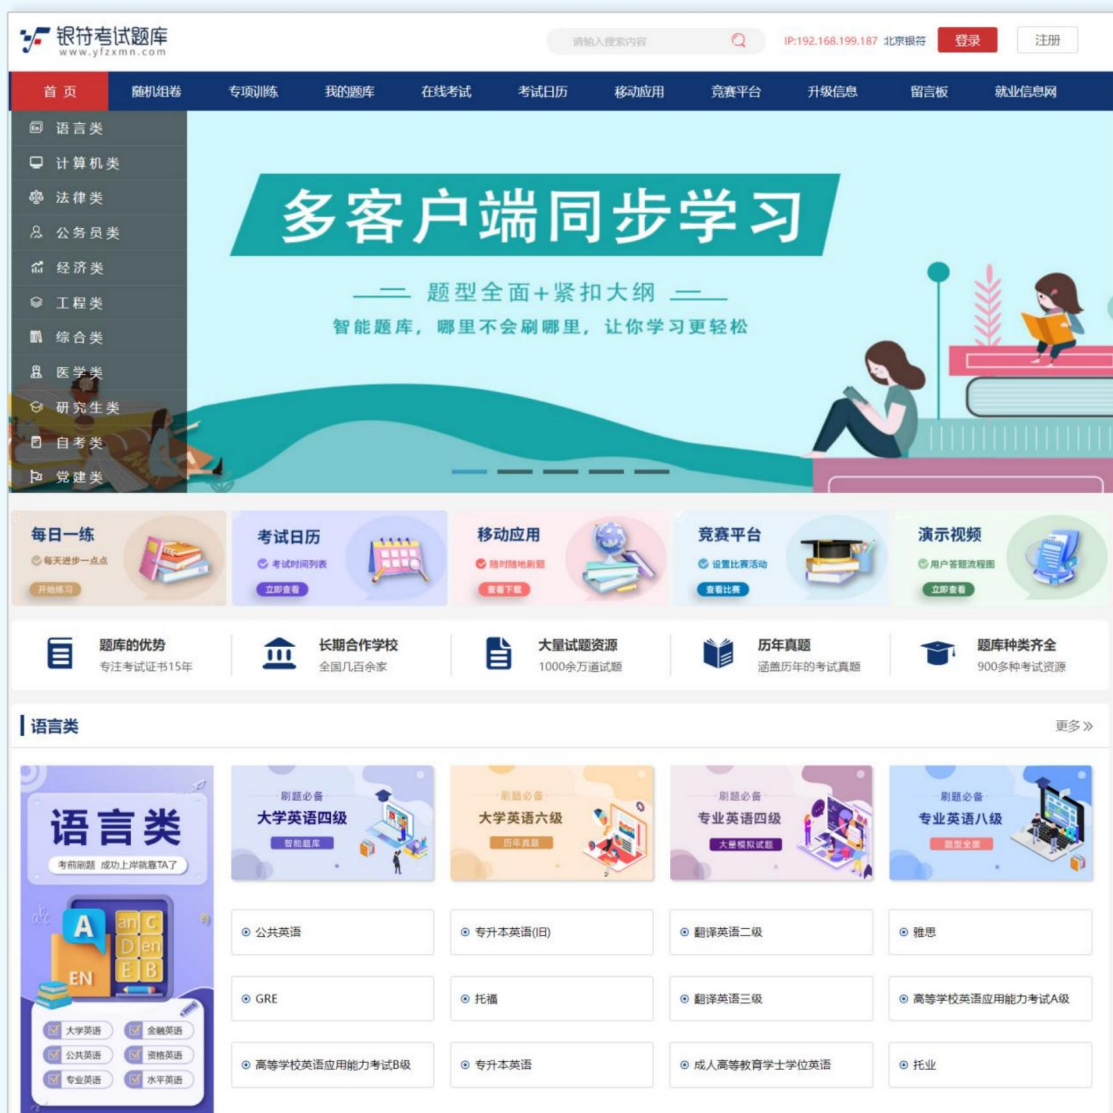 银符考试题库
www.yfzxmn.com
请输入搜索内容
IP:192.168.199.187 北京银符 登录 注册
首 页 随机组卷 专项训练 我的题库 在线考试 考试日历 移动应用 竞赛平台 升级信息 留言板 就业信息网
语言类
计算机类
法律类
公务员类
经济类
工程类
综合类
医学类
研究生类
自考类
党建类
多客户端同步学习
题型全面+紧扣大纲
智能题库，哪里不会刷哪里，让你学习更轻松
每日一练
每天进步一点点
开始练习
考试日历
考试时间列表
立即查看
移动应用
随时随地刷题
查看下载
竞赛平台
设置比赛活动
查看比赛
演示视频
用户答题流程图
立即查看
题库的优势
专注考试证书15年
长期合作学校
全国几百余家
大量试题资源
1000余万道试题
历年真题
涵盖历年的考试真题
题库种类齐全
900多种考试资源
语言类
更多
语言类
考前刷题 成功上岸就靠TA了
A
EN
an C
D en
E B
大学英语 金融英语
公共英语 资格英语
专业英语 水平英语
刷题必备
大学英语四级
智能题库
刷题必备
大学英语六级
历年真题
刷题必备
专业英语四级
大量模拟试题
刷题必备
专业英语八级
题型全面
公共英语 专升本英语(旧) 翻译英语二级 雅思
GRE 托福 翻译英语三级 高等学校英语应用能力考试A级
高等学校英语应用能力考试B级 专升本英语 成人高等教育学士学位英语 托业